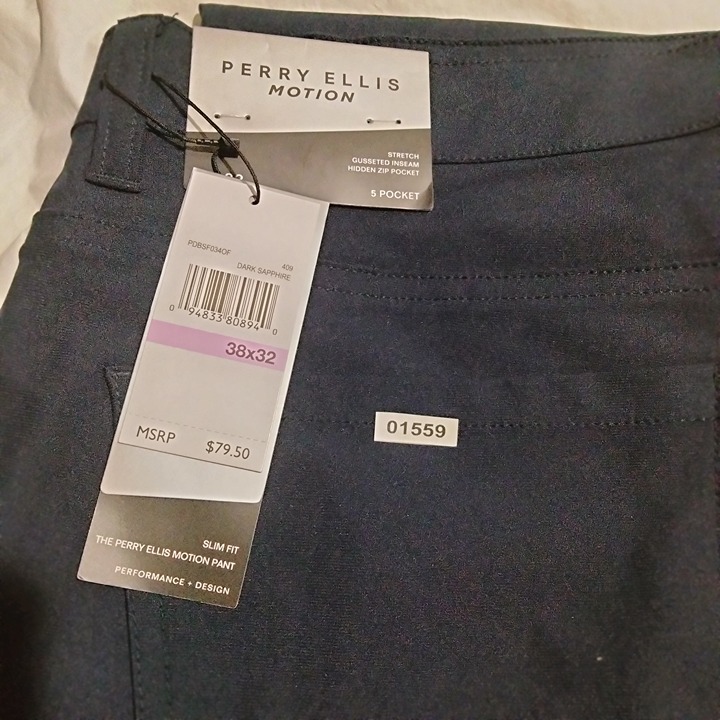 PERRY ELLIS
MOTION
STRETCH
GUSSETED INSEAM
HIDDEN ZIP POCKET
5 POCKET
PDBSF034OF
409
DARK SAPPHIRE
0 94833 80894 0
38x32
MSRP $79.50
01559
SLIM FIT
THE PERRY ELLIS MOTION PANT
PERFORMANCE + DESIGN